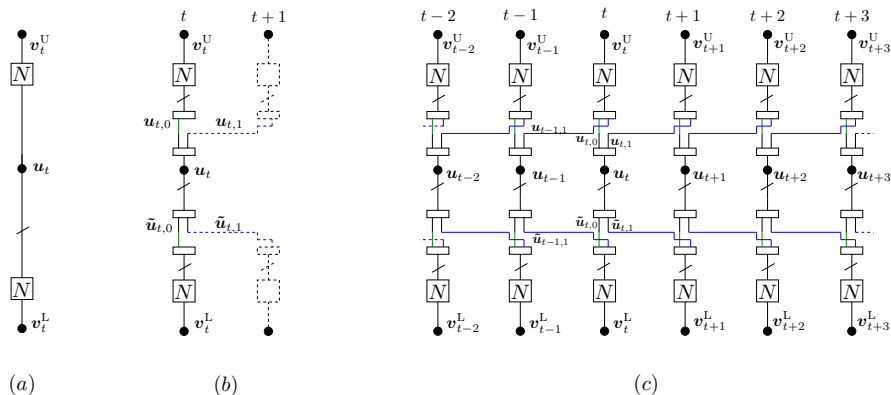 t t + 1 t − 2 t − 1 t t + 1 t + 2 t + 3
v_t^U v_t^U v_{t−2}^U v_{t−1}^U v_t^U v_{t+1}^U v_{t+2}^U v_{t+3}^U
N N N N N N N N
u_{t,0} u_{t,1} u_{t−1,1}
u_{t,0} u_{t,1}
u_t u_t u_{t−2} u_{t−1} u_t u_{t+1} u_{t+2} u_{t+3}
ũ_{t,0} ũ_{t,1} ũ_{t,0} ũ_{t,1}
ũ_{t−1,1}
N N N N N N N N
v_t^L v_t^L v_{t−2}^L v_{t−1}^L v_t^L v_{t+1}^L v_{t+2}^L v_{t+3}^L
(a) (b) (c)